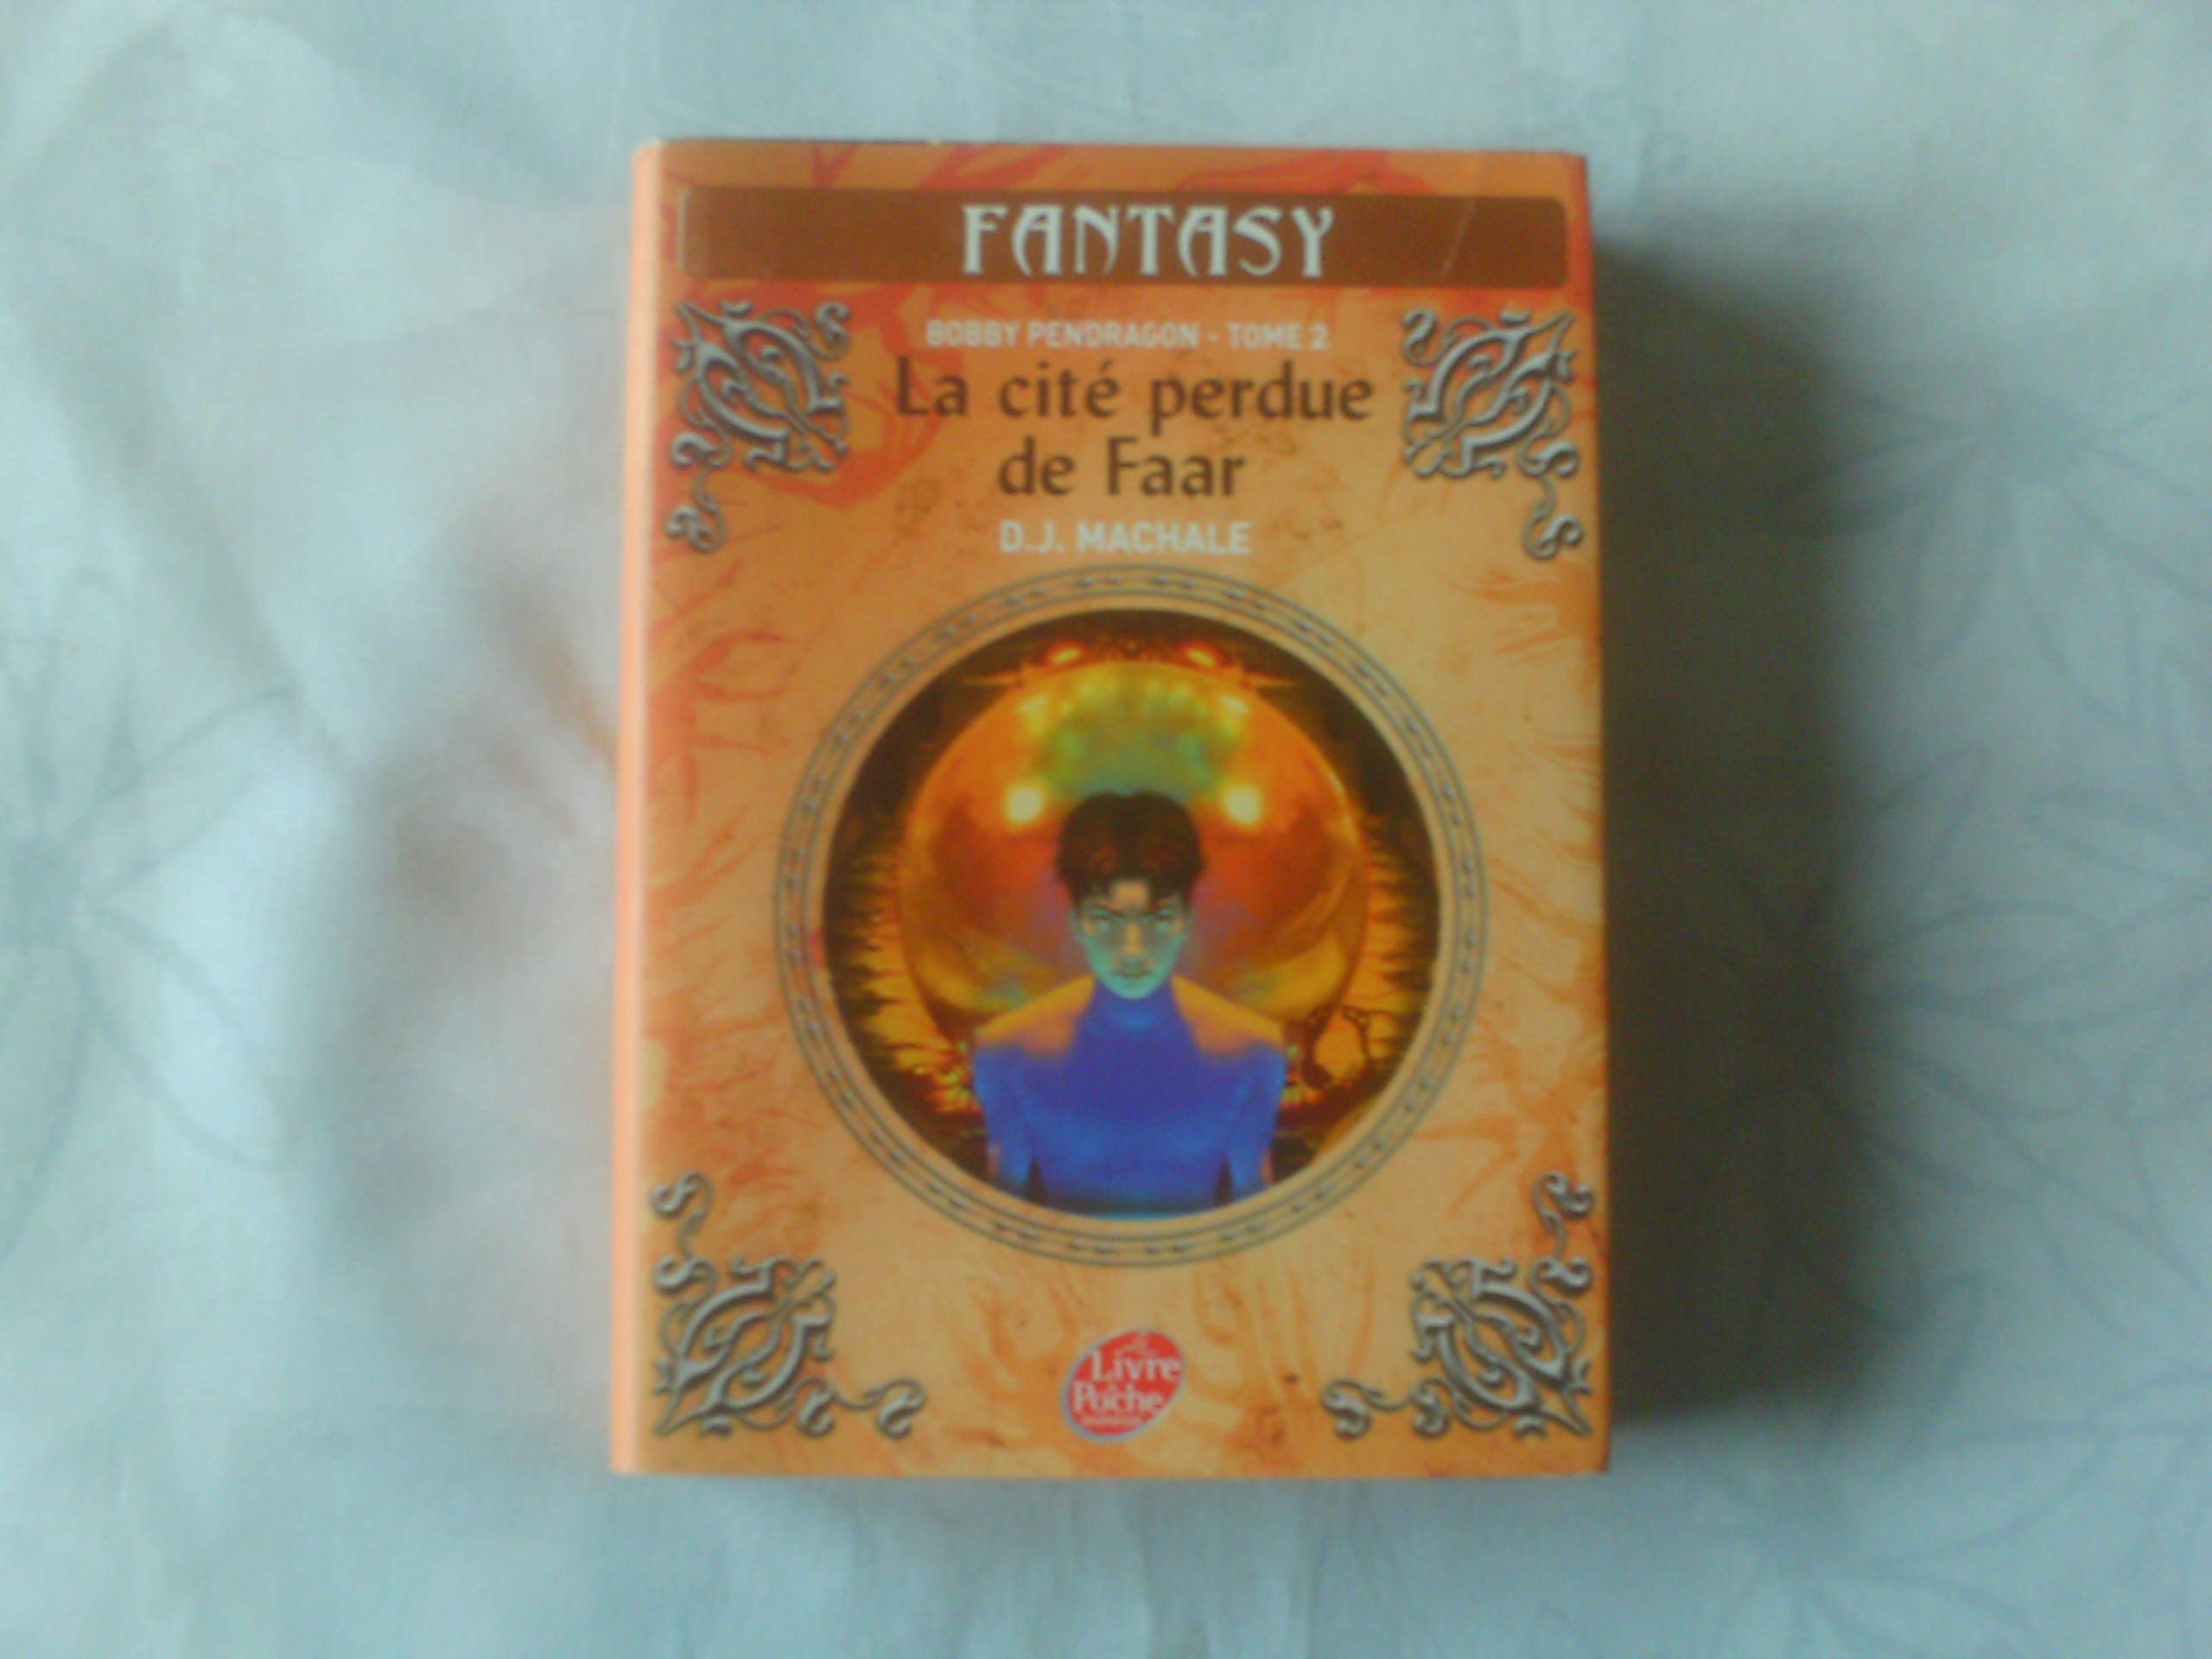 FANTASY
BOBBY PENDRAGON - TOME 2
La cité perdue
de Faar
D.J. MACHALE
Livre
Poche